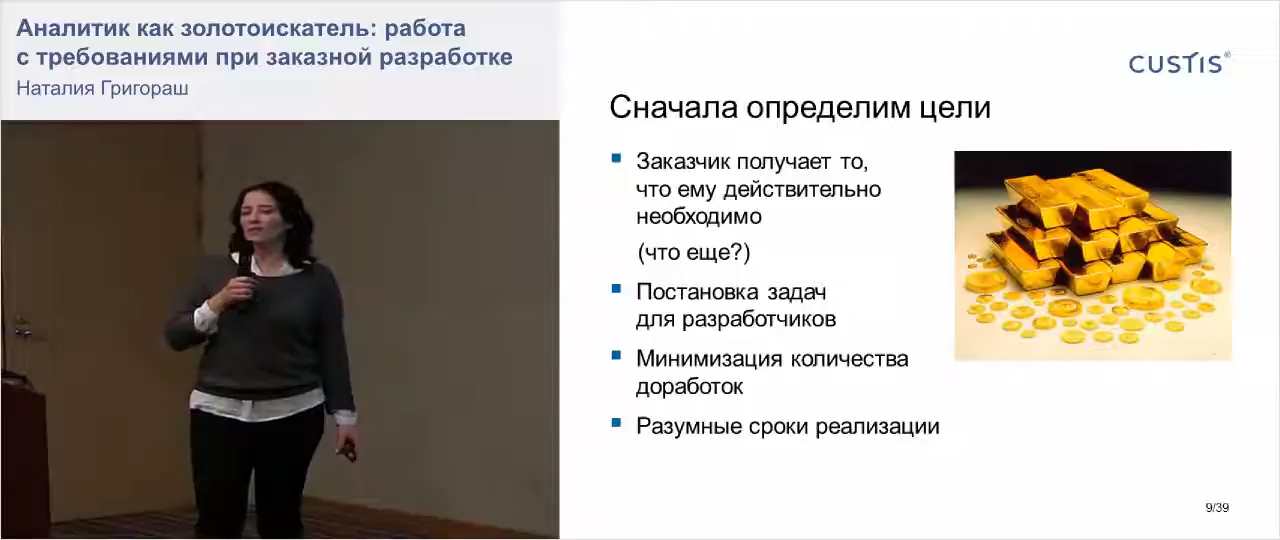 Аналитик как золотоискатель: работа
с требованиями при заказной разработке
Наталия Григораш
CUSTIS®
Сначала определим цели
Заказчик получает то,
что ему действительно
необходимо
(что еще?)
Постановка задач
для разработчиков
Минимизация количества
доработок
Разумные сроки реализации
9/39